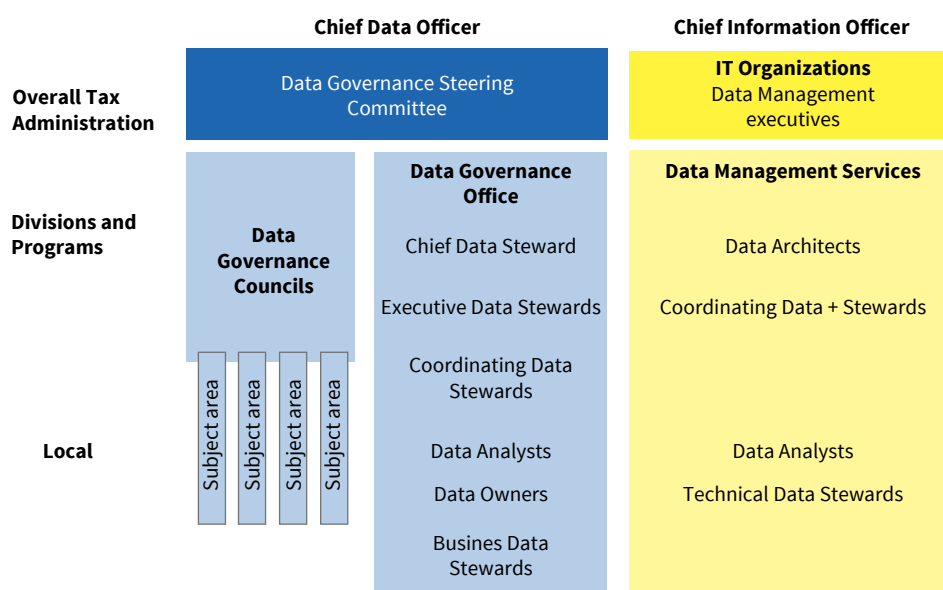 Chief Data Officer
Chief Information Officer
Overall Tax
Administration
Data Governance Steering
Committee
IT Organizations
Data Management
executives
Divisions and
Programs
Data
Governance
Councils
Data Governance
Office
Chief Data Steward
Executive Data Stewards
Coordinating Data
Stewards
Data Management Services
Data Architects
Coordinating Data + Stewards
Local
Subject area
Subject area
Subject area
Subject area
Data Analysts
Data Owners
Busines Data
Stewards
Data Analysts
Technical Data Stewards